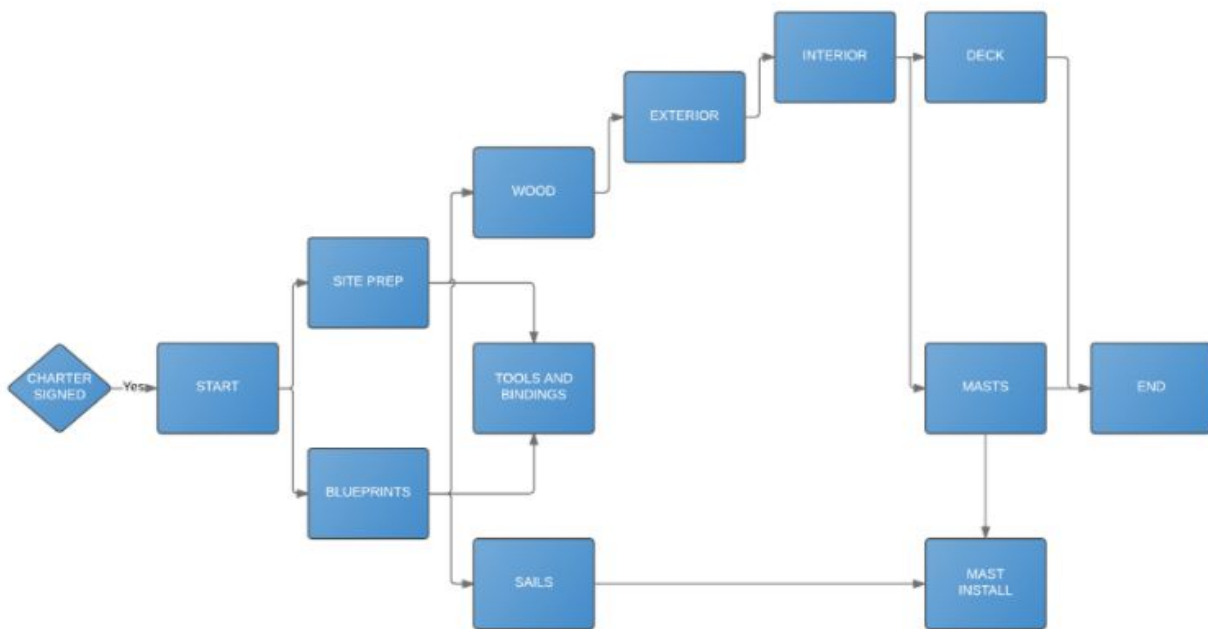 INTERIOR
DECK
EXTERIOR
WOOD
SITE PREP
CHARTER
SIGNED
Yes
START
TOOLS AND
BINDINGS
MASTS
END
BLUEPRINTS
SAILS
MAST
INSTALL